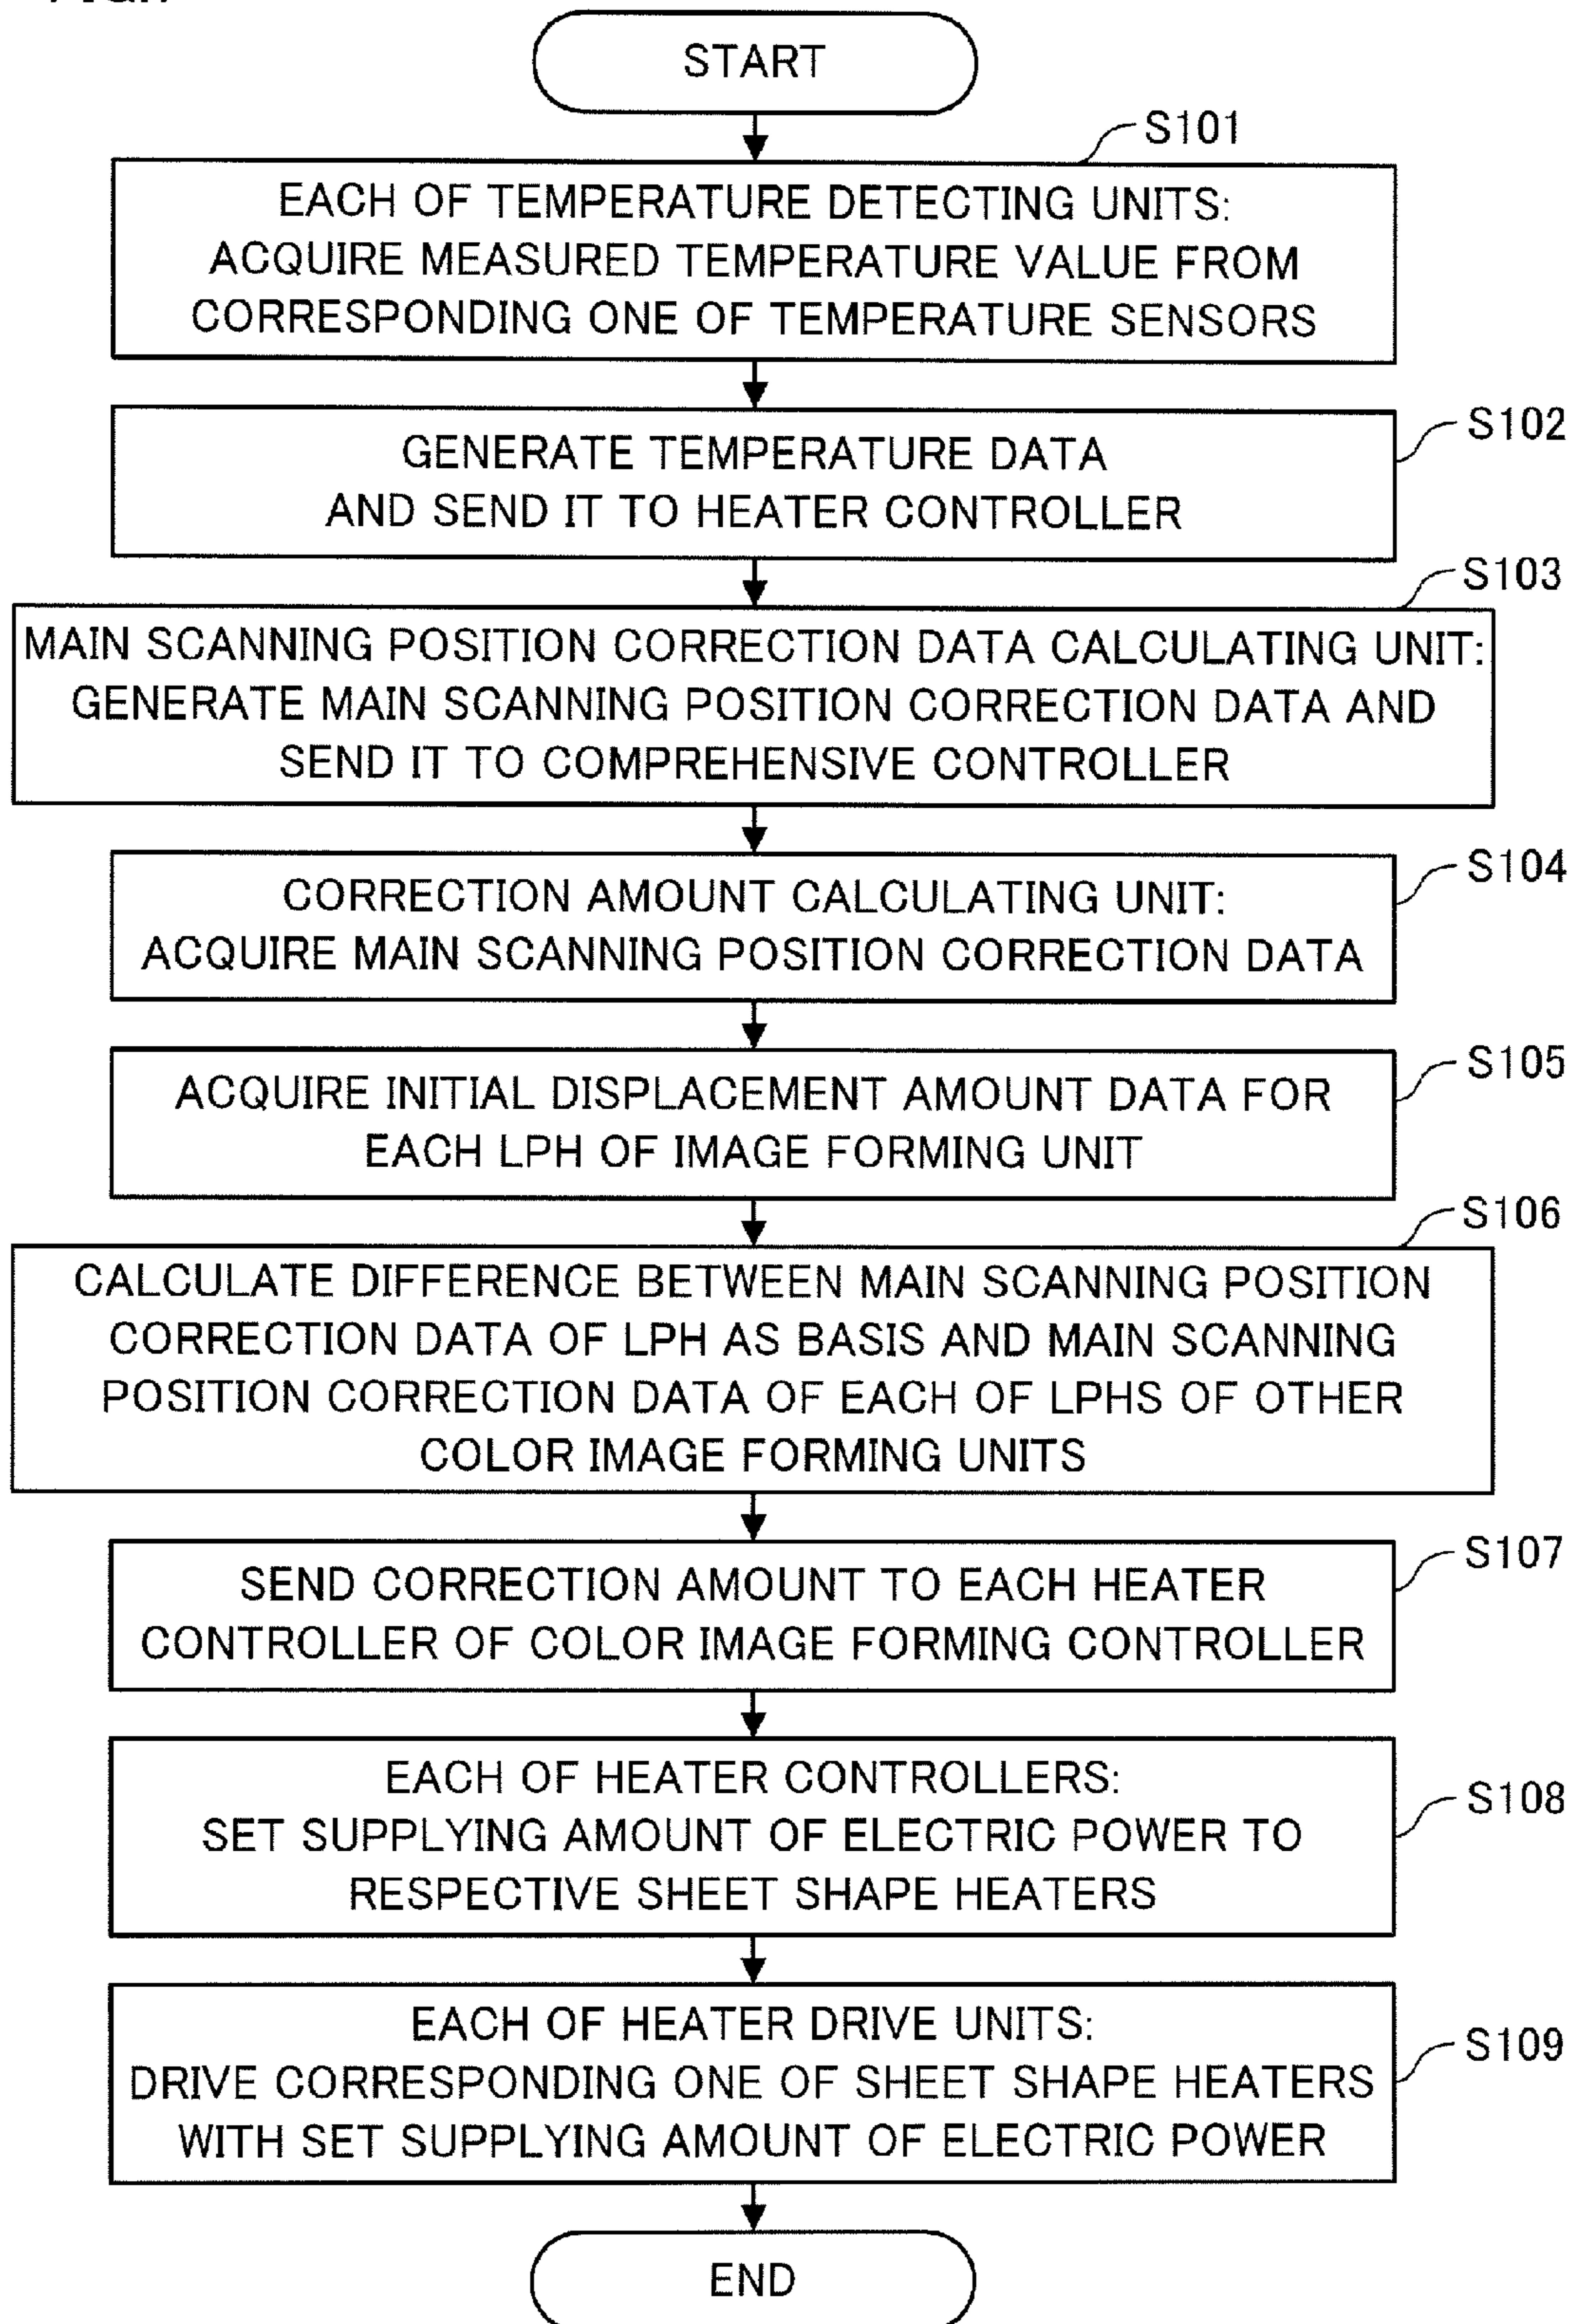 START
S101
EACH OF TEMPERATURE DETECTING UNITS:
ACQUIRE MEASURED TEMPERATURE VALUE FROM
CORRESPONDING ONE OF TEMPERATURE SENSORS
S102
GENERATE TEMPERATURE DATA
AND SEND IT TO HEATER CONTROLLER
S103
MAIN SCANNING POSITION CORRECTION DATA CALCULATING UNIT:
GENERATE MAIN SCANNING POSITION CORRECTION DATA AND
SEND IT TO COMPREHENSIVE CONTROLLER
S104
CORRECTION AMOUNT CALCULATING UNIT:
ACQUIRE MAIN SCANNING POSITION CORRECTION DATA
S105
ACQUIRE INITIAL DISPLACEMENT AMOUNT DATA FOR
EACH LPH OF IMAGE FORMING UNIT
S106
CALCULATE DIFFERENCE BETWEEN MAIN SCANNING POSITION
CORRECTION DATA OF LPH AS BASIS AND MAIN SCANNING
POSITION CORRECTION DATA OF EACH OF LPHS OF OTHER
COLOR IMAGE FORMING UNITS
S107
SEND CORRECTION AMOUNT TO EACH HEATER
CONTROLLER OF COLOR IMAGE FORMING CONTROLLER
S108
EACH OF HEATER CONTROLLERS:
SET SUPPLYING AMOUNT OF ELECTRIC POWER TO
RESPECTIVE SHEET SHAPE HEATERS
S109
EACH OF HEATER DRIVE UNITS:
DRIVE CORRESPONDING ONE OF SHEET SHAPE HEATERS
WITH SET SUPPLYING AMOUNT OF ELECTRIC POWER
END